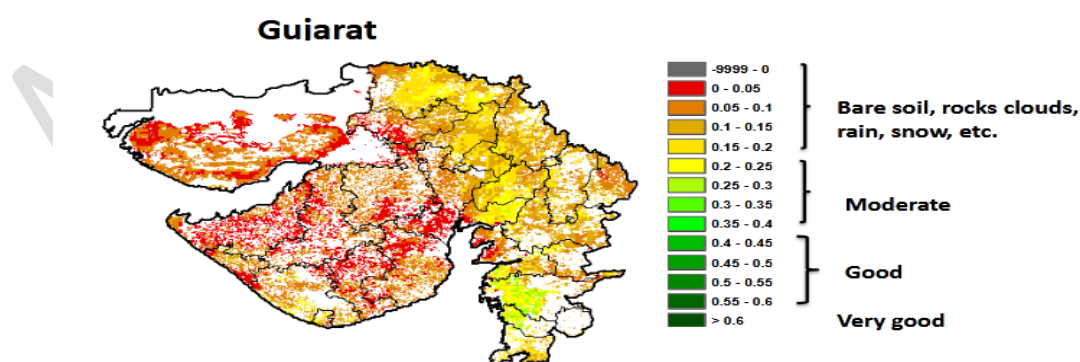 Gujarat
-9999 - 0
0 - 0.05
0.05 - 0.1
0.1 - 0.15
0.15 - 0.2
0.2 - 0.25
0.25 - 0.3
0.3 - 0.35
0.35 - 0.4
0.4 - 0.45
0.45 - 0.5
0.5 - 0.55
0.55 - 0.6
> 0.6
Bare soil, rocks clouds,
rain, snow, etc.
Moderate
Good
Very good